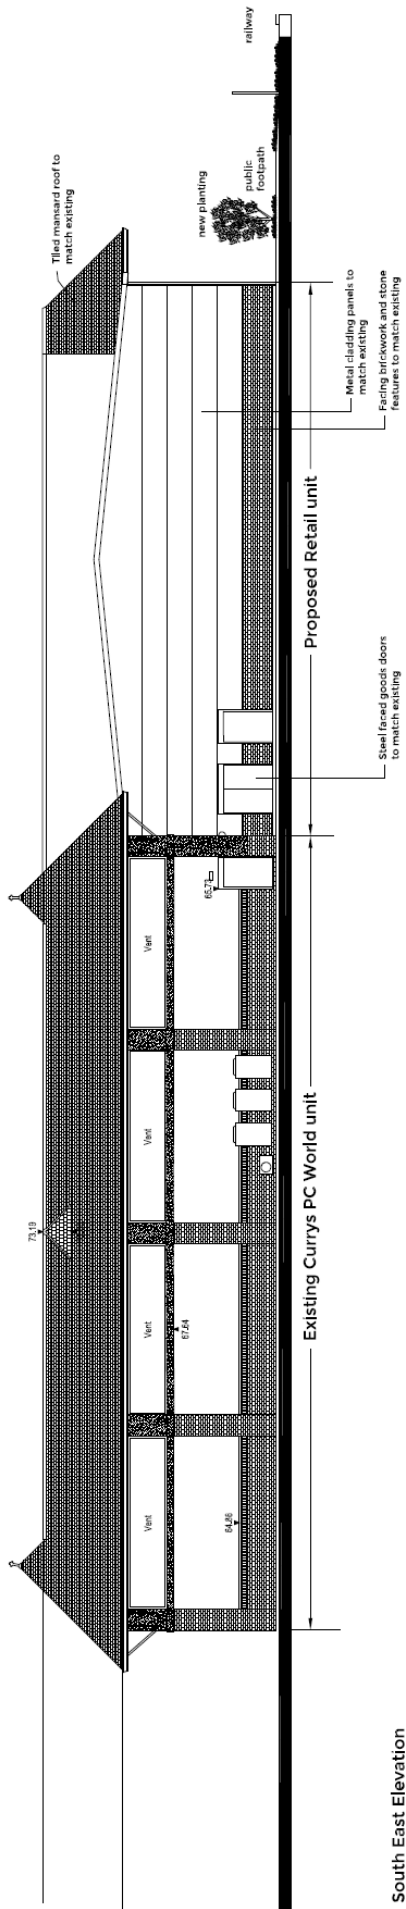 South East Elevation
Existing Currys PC World unit
Proposed Retail unit
Vent
Vent
Vent
Vent
73.19
67.64
64.86
65.73
Tiled mansard roof to
match existing
new planting
public
footpath
railway
Metal cladding panels to
match existing
Facing brickwork and stone
features to match existing
Steel faced goods doors
to match existing